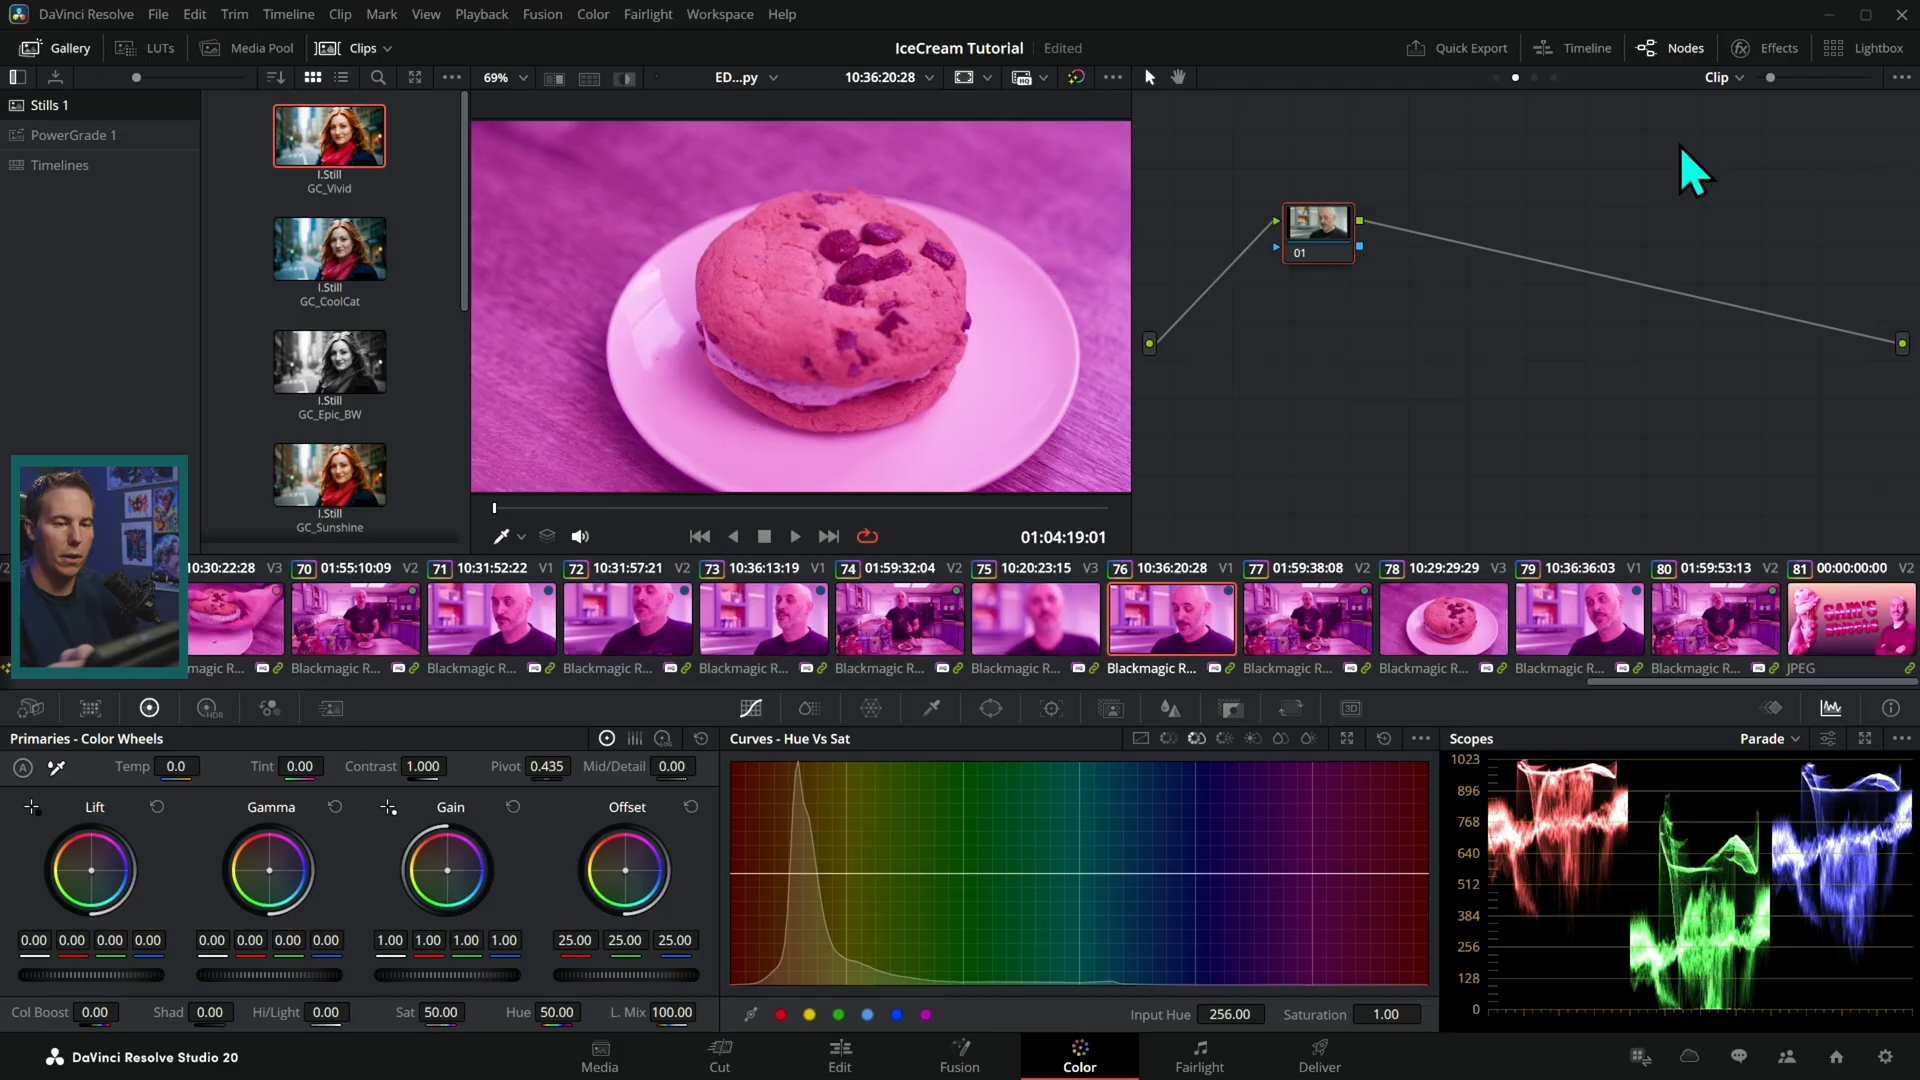 DaVinci Resolve File Edit Trim Timeline Clip Mark View Playback Fusion Color Fairlight Workspace Help
Gallery LUTs Media Pool Clips IceCream Tutorial Edited Quick Export Timeline Nodes Effects Lightbox
69% ED...py 10:36:20:28 Clip
Stills 1
PowerGrade 1
Timelines
I.Still
GC_Vivid
I.Still
GC_CoolCat
I.Still
GC_Epic_BW
I.Still
GC_Sunshine
01
01:04:19:01
10:30:22:28 V3 70 01:55:10:09 V2 71 10:31:52:22 V1 72 10:31:57:21 V2 73 10:36:13:19 V1 74 01:59:32:04 V2 75 10:20:23:15 V3 76 10:36:20:28 V1 77 01:59:38:08 V2 78 10:29:29:29 V3 79 10:36:36:03 V1 80 01:59:53:13 V2 81 00:00:00:00 V2
SAM'S
magic R... Blackmagic R... Blackmagic R... Blackmagic R... Blackmagic R... Blackmagic R... Blackmagic R... Blackmagic R... Blackmagic R... Blackmagic R... Blackmagic R... Blackmagic R... JPEG
HDR 3D
Primaries - Color Wheels Curves - Hue Vs Sat Scopes Parade
A Temp 0.0 Tint 0.00 Contrast 1.000 Pivot 0.435 Mid/Detail 0.00
Lift Gamma Gain Offset
0.00 0.00 0.00 0.00 0.00 0.00 0.00 0.00 1.00 1.00 1.00 1.00 25.00 25.00 25.00
Col Boost 0.00 Shad 0.00 Hi/Light 0.00 Sat 50.00 Hue 50.00 L. Mix 100.00
Input Hue 256.00 Saturation 1.00
1023
896
768
640
512
384
256
128
0
DaVinci Resolve Studio 20
Media Cut Edit Fusion Color Fairlight Deliver